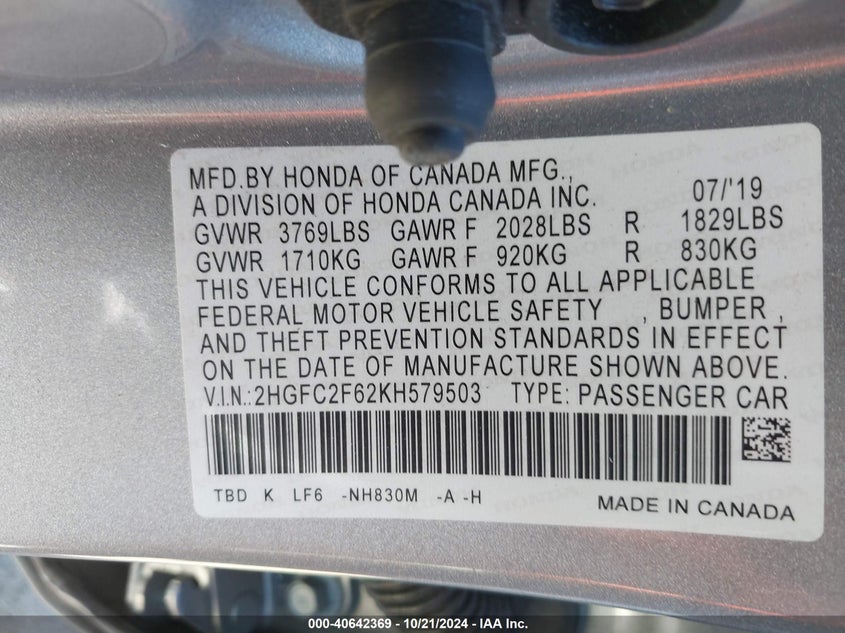 MFD.BY HONDA OF CANADA MFG.,
A DIVISION OF HONDA CANADA INC. 07/'19
GVWR 3769LBS GAWR F 2028LBS R 1829LBS
GVWR 1710KG GAWR F 920KG R 830KG
THIS VEHICLE CONFORMS TO ALL APPLICABLE
FEDERAL MOTOR VEHICLE SAFETY , BUMPER ,
AND THEFT PREVENTION STANDARDS IN EFFECT
ON THE DATE OF MANUFACTURE SHOWN ABOVE.
V.I.N.:2HGFC2F62KH579503 TYPE: PASSENGER CAR
TBD K LF6 -NH830M -A -H
MADE IN CANADA
000-40642369 - 10/21/2024 - IAA Inc.